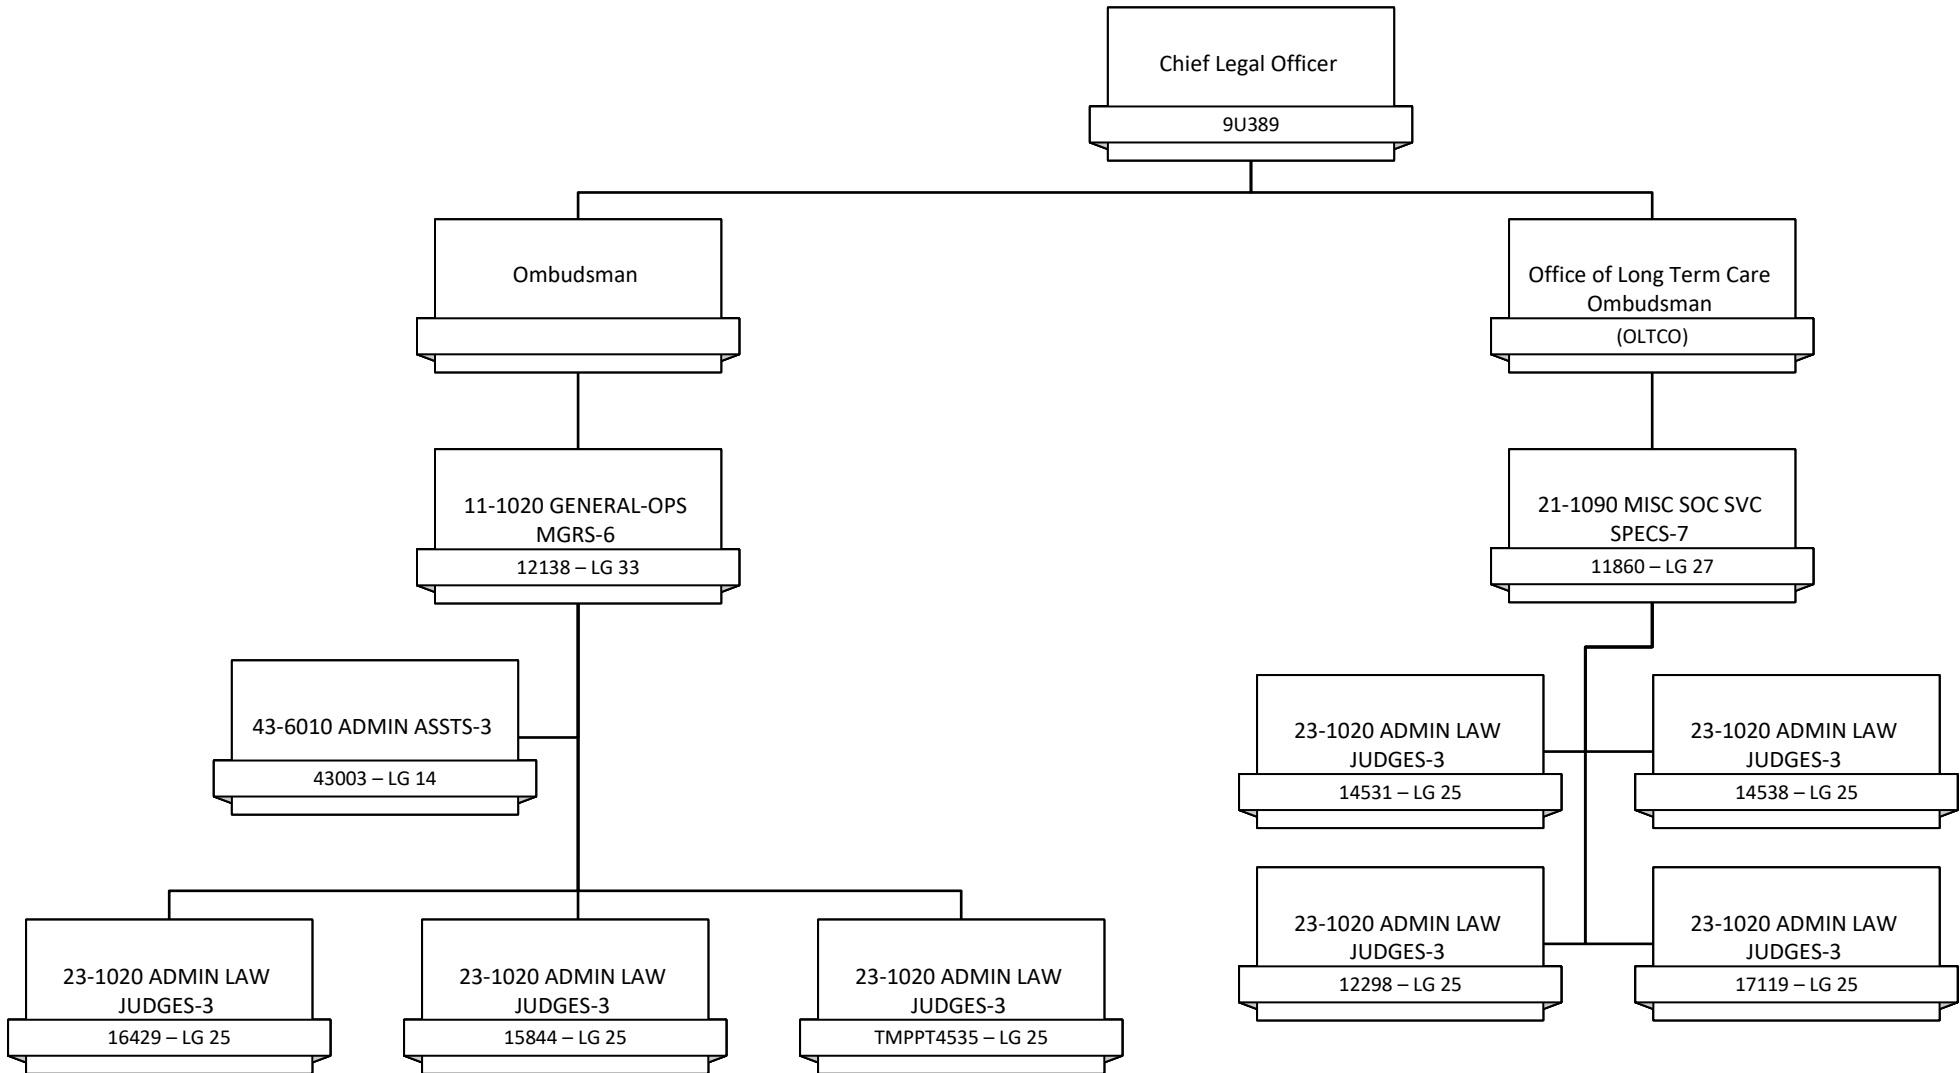 Chief Legal Officer
9U389
Ombudsman
Office of Long Term Care
Ombudsman
(OLTCO)
11-1020 GENERAL-OPS
MGRS-6
12138 – LG 33
21-1090 MISC SOC SVC
SPECS-7
11860 – LG 27
43-6010 ADMIN ASSTS-3
43003 – LG 14
23-1020 ADMIN LAW
JUDGES-3
14531 – LG 25
23-1020 ADMIN LAW
JUDGES-3
14538 – LG 25
23-1020 ADMIN LAW
JUDGES-3
12298 – LG 25
23-1020 ADMIN LAW
JUDGES-3
17119 – LG 25
23-1020 ADMIN LAW
JUDGES-3
16429 – LG 25
23-1020 ADMIN LAW
JUDGES-3
15844 – LG 25
23-1020 ADMIN LAW
JUDGES-3
TMPPT4535 – LG 25